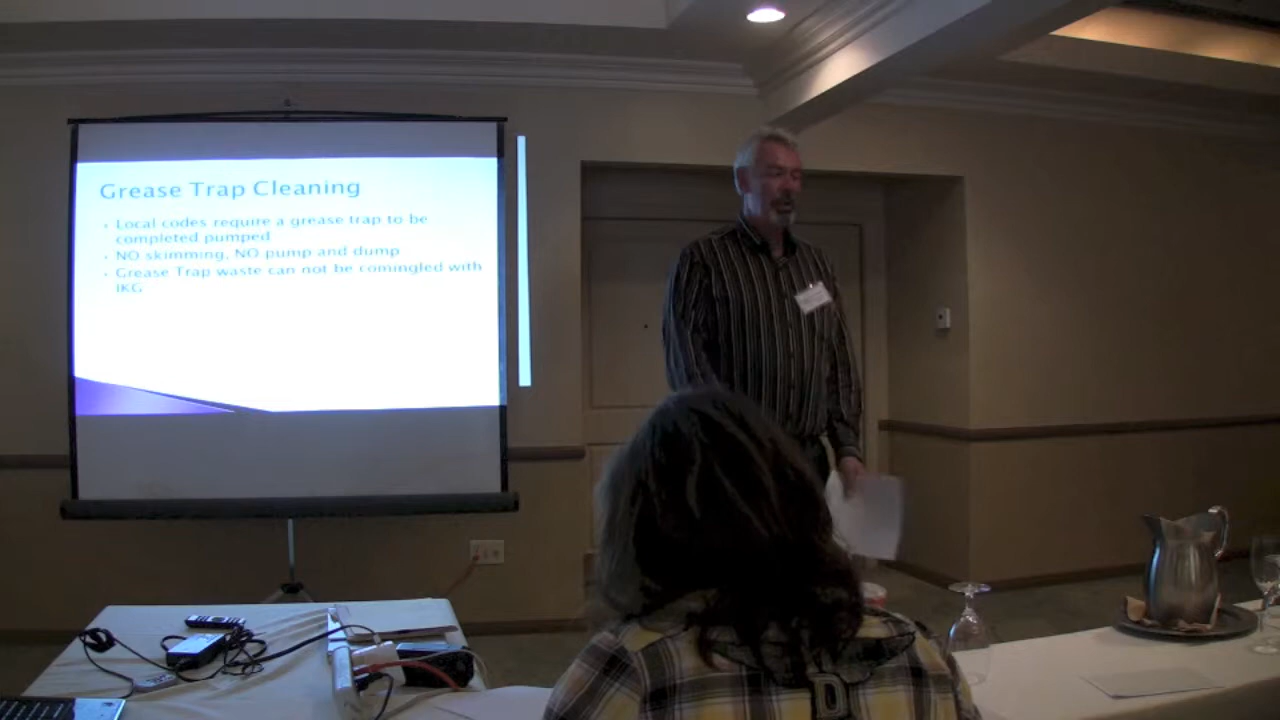 Grease Trap Cleaning
Local codes require a grease trap to be
completed pumped
NO skimming, NO pump and dump
Grease Trap waste can not be comingled with
IKG
D